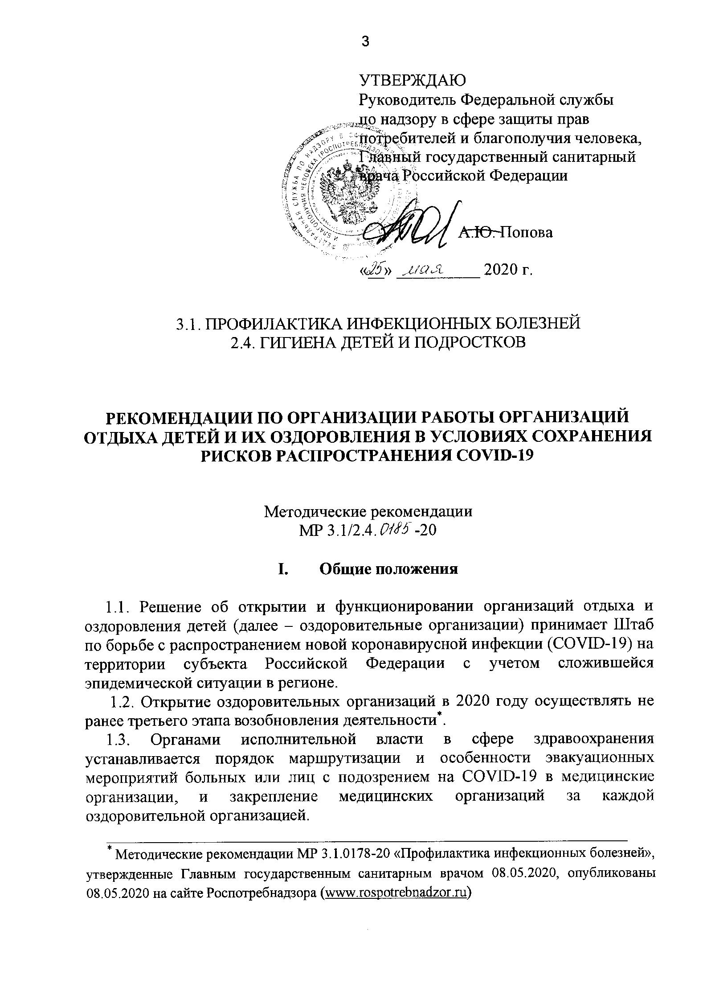 3
УТВЕРЖДАЮ
Руководитель Федеральной службы
по надзору в сфере защиты прав
потребителей и благополучия человека,
Главный государственный санитарный
врача Российской Федерации
ФЕДЕРАЛЬНАЯ СЛУЖБА ПО НАДЗОРУ В СФЕ
И БЛАГОПОЛУЧИЯ ЧЕЛОВЕКА (РОСПОТРЕБНАДЗОР
А.Ю. Попова
«25» мая 2020 г.
3.1. ПРОФИЛАКТИКА ИНФЕКЦИОННЫХ БОЛЕЗНЕЙ
2.4. ГИГИЕНА ДЕТЕЙ И ПОДРОСТКОВ
РЕКОМЕНДАЦИИ ПО ОРГАНИЗАЦИИ РАБОТЫ ОРГАНИЗАЦИЙ
ОТДЫХА ДЕТЕЙ И ИХ ОЗДОРОВЛЕНИЯ В УСЛОВИЯХ СОХРАНЕНИЯ
РИСКОВ РАСПРОСТРАНЕНИЯ COVID-19
Методические рекомендации
МР 3.1/2.4.0185-20
I. Общие положения
1.1. Решение об открытии и функционировании организаций отдыха и
оздоровления детей (далее – оздоровительные организации) принимает Штаб
по борьбе с распространением новой коронавирусной инфекции (COVID-19) на
территории субъекта Российской Федерации с учетом сложившейся
эпидемической ситуации в регионе.
1.2. Открытие оздоровительных организаций в 2020 году осуществлять не
ранее третьего этапа возобновления деятельности*.
1.3. Органами исполнительной власти в сфере здравоохранения
устанавливается порядок маршрутизации и особенности эвакуационных
мероприятий больных или лиц с подозрением на COVID-19 в медицинские
организации, и закрепление медицинских организаций за каждой
оздоровительной организацией.
* Методические рекомендации МР 3.1.0178-20 «Профилактика инфекционных болезней»,
утвержденные Главным государственным санитарным врачом 08.05.2020, опубликованы
08.05.2020 на сайте Роспотребнадзора (www.rospotrebnadzor.ru)